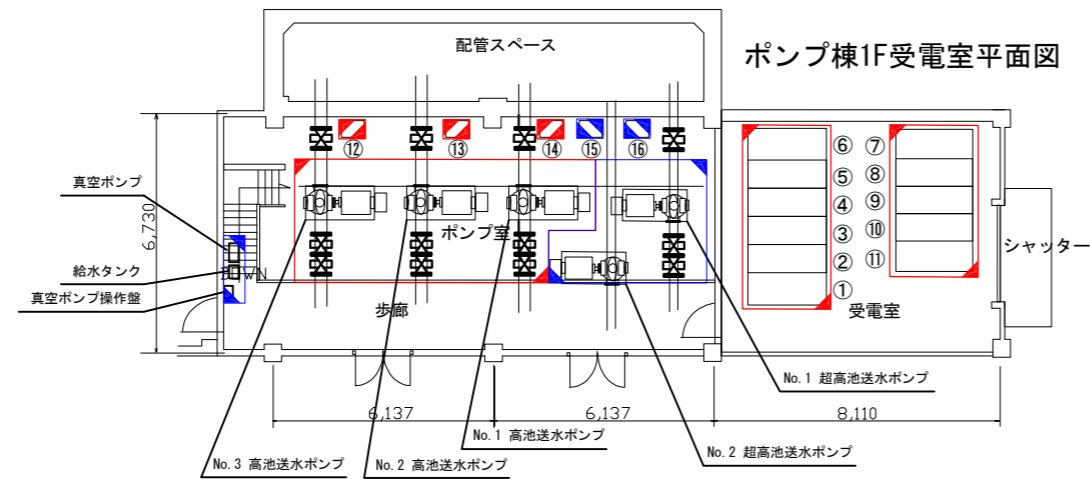 配管スペース
ポンプ棟1F受電室平面図
⑫
⑬
⑭
⑮
⑯
⑥
⑦
⑤
⑧
④
⑨
③
⑩
②
⑪
①
真空ポンプ
6,730
ポンプ室
シャッター
給水タンク
WN
真空ポンプ操作盤
歩廊
受電室
No.1 超高池送水ポンプ
6,137
6,137
8,110
No.1 高池送水ポンプ
No.2 超高池送水ポンプ
No.3 高池送水ポンプ
No.2 高池送水ポンプ